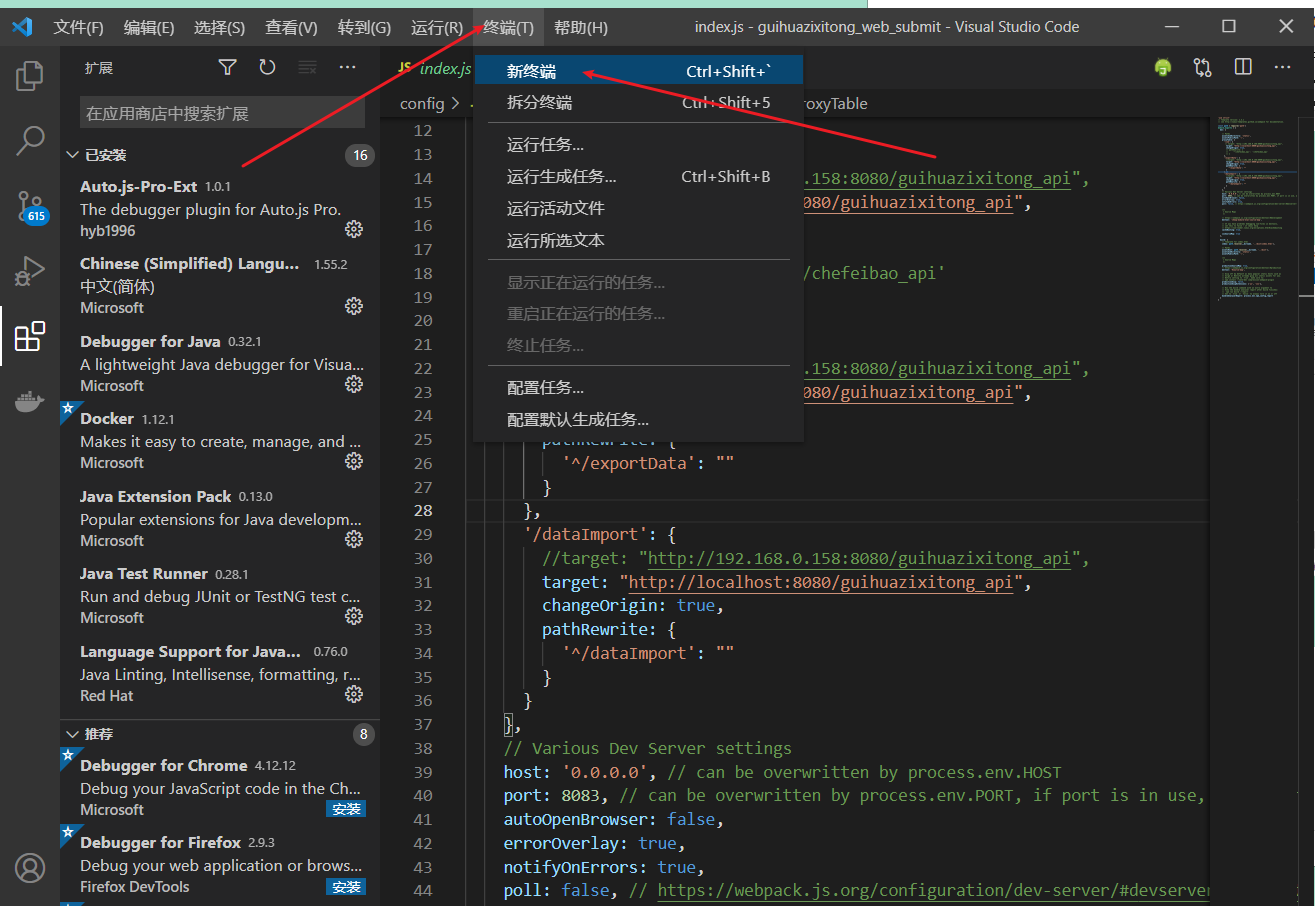 文件(F) 编辑(E) 选择(S) 查看(V) 转到(G) 运行(R) 终端(T) 帮助(H) index.js - guihuazixitong_web_submit - Visual Studio Code
扩展
在应用商店中搜索扩展
已安装 16
Auto.js-Pro-Ext 1.0.1
The debugger plugin for Auto.js Pro.
hyb1996
Chinese (Simplified) Langu... 1.55.2
中文(简体)
Microsoft
Debugger for Java 0.32.1
A lightweight Java debugger for Visua...
Microsoft
Docker 1.12.1
Makes it easy to create, manage, and ...
Microsoft
Java Extension Pack 0.13.0
Popular extensions for Java developm...
Microsoft
Java Test Runner 0.28.1
Run and debug JUnit or TestNG test c...
Microsoft
Language Support for Java... 0.76.0
Java Linting, Intellisense, formatting, r...
Red Hat
推荐 8
Debugger for Chrome 4.12.12
Debug your JavaScript code in the Ch...
Microsoft 安装
Debugger for Firefox 2.9.3
Debug your web application or brows...
Firefox DevTools 安装
615
新终端 Ctrl+Shift+`
拆分终端 Ctrl+Shift+5
运行任务...
运行生成任务... Ctrl+Shift+B
运行活动文件
运行所选文本
显示正在运行的任务...
重启正在运行的任务...
终止任务...
配置任务...
配置默认生成任务...
JS index.js
config > roxyTable
12
13
14 .158:8080/guihuazixitong_api",
15 080/guihuazixitong_api",
16
17
18 /chefeibao_api'
19
20
21
22 .158:8080/guihuazixitong_api",
23 080/guihuazixitong_api",
24
25 pathRewrite: {
26 '^/exportData': ""
27 }
28 },
29 '/dataImport': {
30 //target: "http://192.168.0.158:8080/guihuazixitong_api",
31 target: "http://localhost:8080/guihuazixitong_api",
32 changeOrigin: true,
33 pathRewrite: {
34 '^/dataImport': ""
35 }
36 }
37 },
38 // Various Dev Server settings
39 host: '0.0.0.0', // can be overwritten by process.env.HOST
40 port: 8083, // can be overwritten by process.env.PORT, if port is in use,
41 autoOpenBrowser: false,
42 errorOverlay: true,
43 notifyOnErrors: true,
44 poll: false, // https://webpack.js.org/configuration/dev-server/#devserver